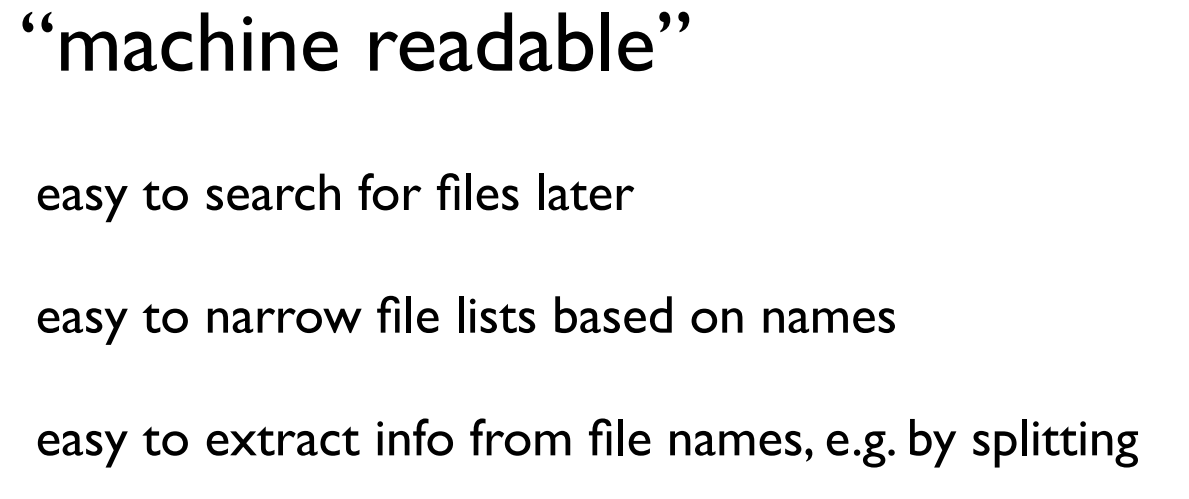 “machine readable”
easy to search for files later
easy to narrow file lists based on names
easy to extract info from file names, e.g. by splitting